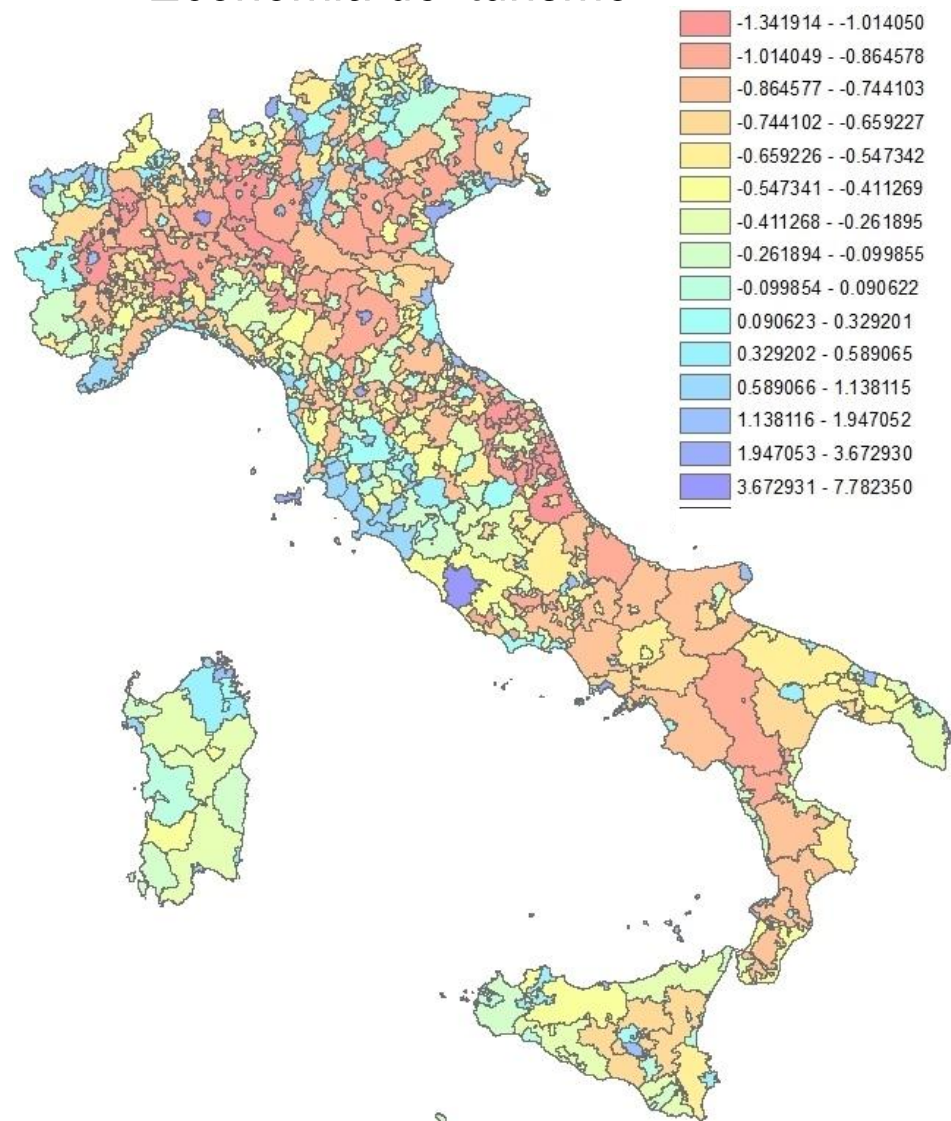 Economia del turismo
-1.341914 - -1.014050
-1.014049 - -0.864578
-0.864577 - -0.744103
-0.744102 - -0.659227
-0.659226 - -0.547342
-0.547341 - -0.411269
-0.411268 - -0.261895
-0.261894 - -0.099855
-0.099854 - 0.090622
0.090623 - 0.329201
0.329202 - 0.589065
0.589066 - 1.138115
1.138116 - 1.947052
1.947053 - 3.672930
3.672931 - 7.782350